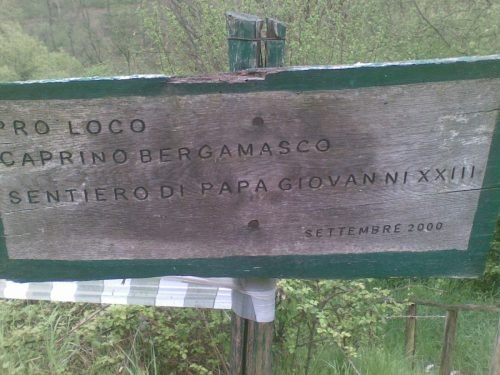 PRO LOCO
CAPRINO BERGAMASCO
SENTIERO DI PAPA GIOVANNI XXIII
SETTEMBRE 2000